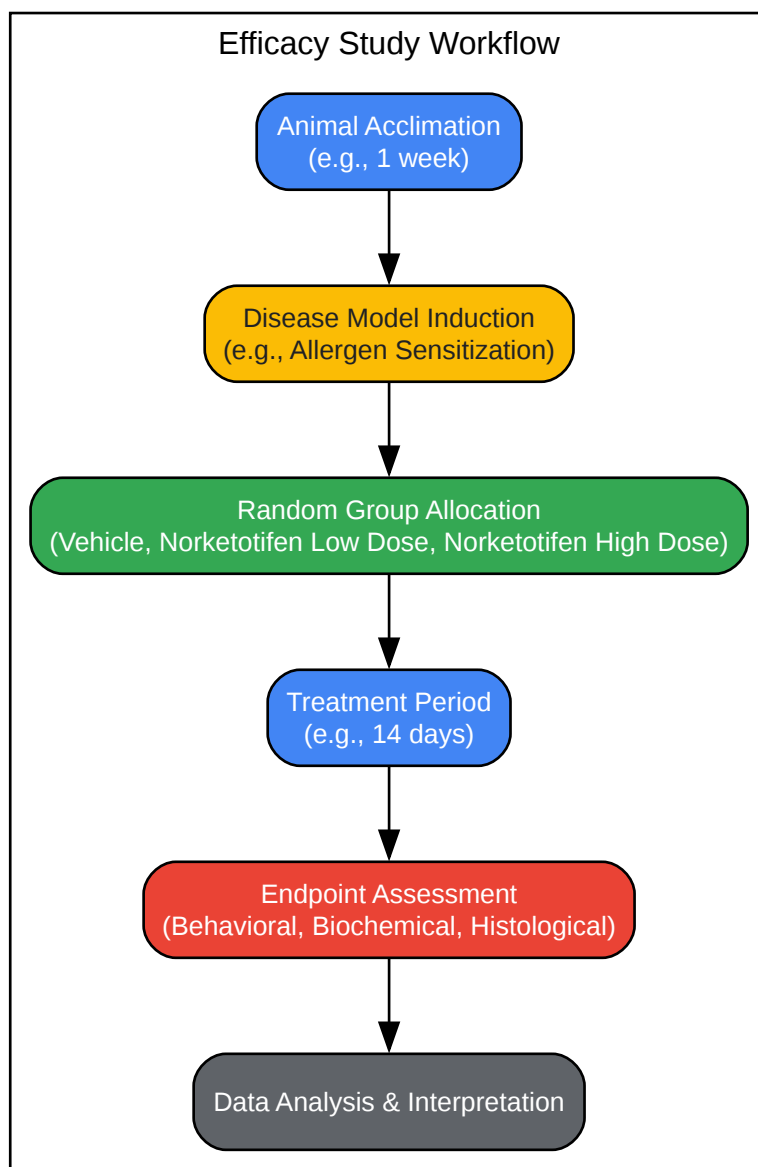 Efficacy Study Workflow
Animal Acclimation
(e.g., 1 week)
Disease Model Induction
(e.g., Allergen Sensitization)
Random Group Allocation
(Vehicle, Norketotifen Low Dose, Norketotifen High Dose)
Treatment Period
(e.g., 14 days)
Endpoint Assessment
(Behavioral, Biochemical, Histological)
Data Analysis & Interpretation